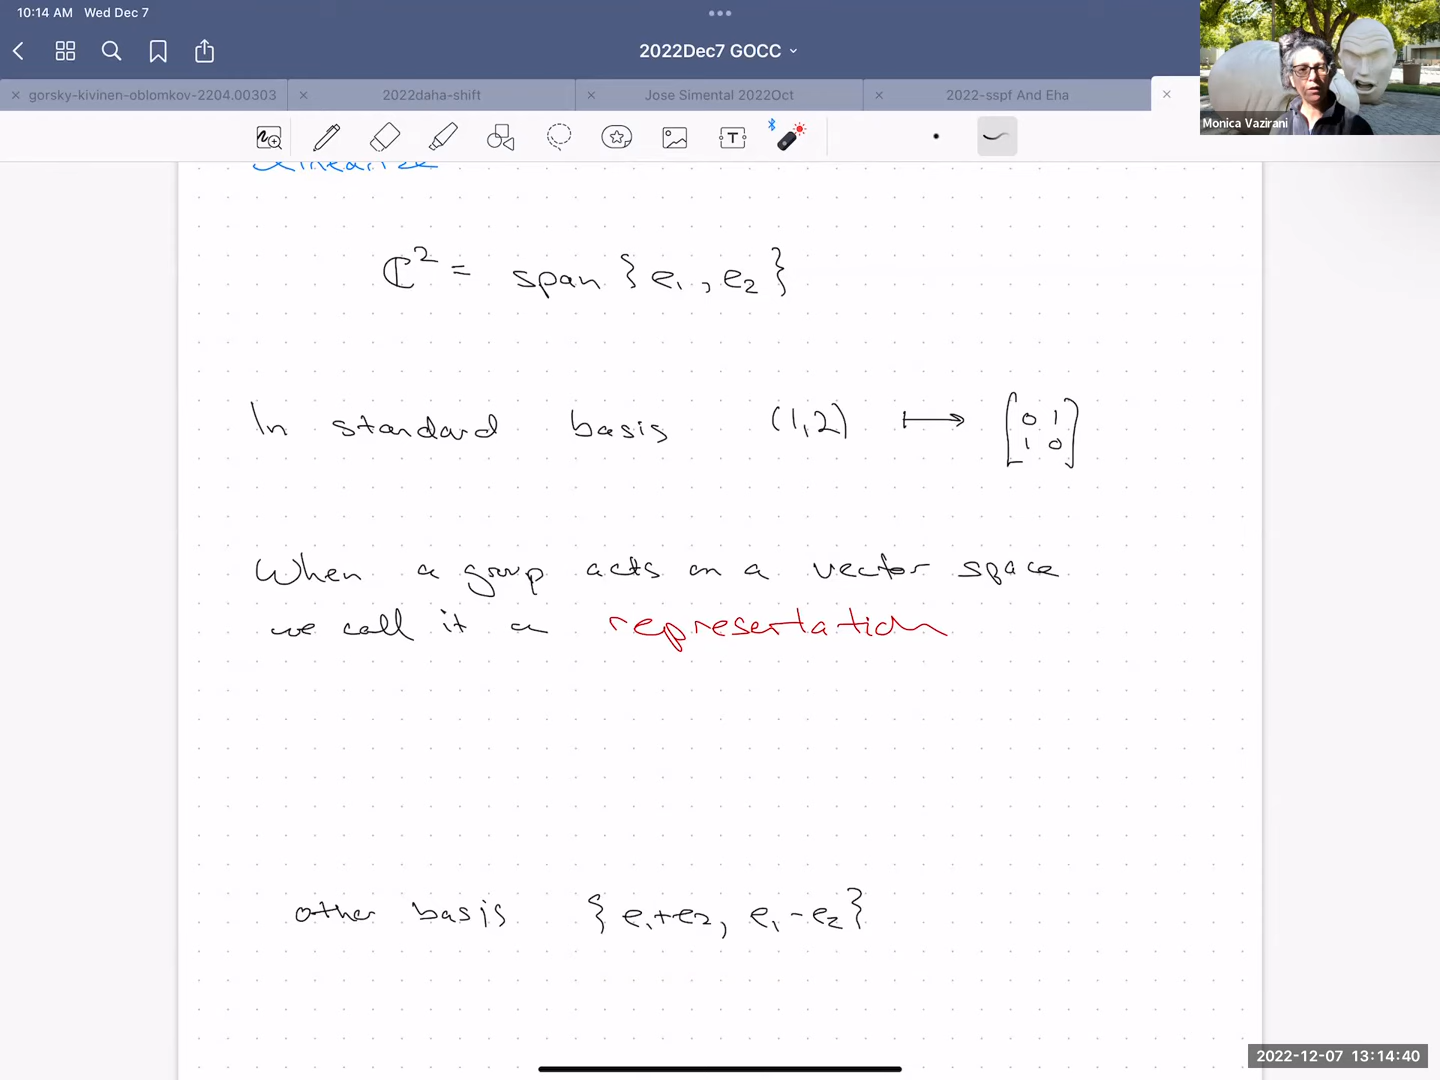 10:14 AM Wed Dec 7
2022Dec7 GOCC
gorsky-kivinen-oblomkov-2204.00303
2022daha-shift
Jose Simental 2022Oct
2022-sspf And Eha
Monica Vazirani
T
Linearize
ℂ² = span {e₁, e₂}
In standard basis (1,2) ↦ [0 1
1 0]
When a group acts on a vector space
we call it a representation
other basis {e₁+e₂, e₁-e₂}
2022-12-07 13:14:40